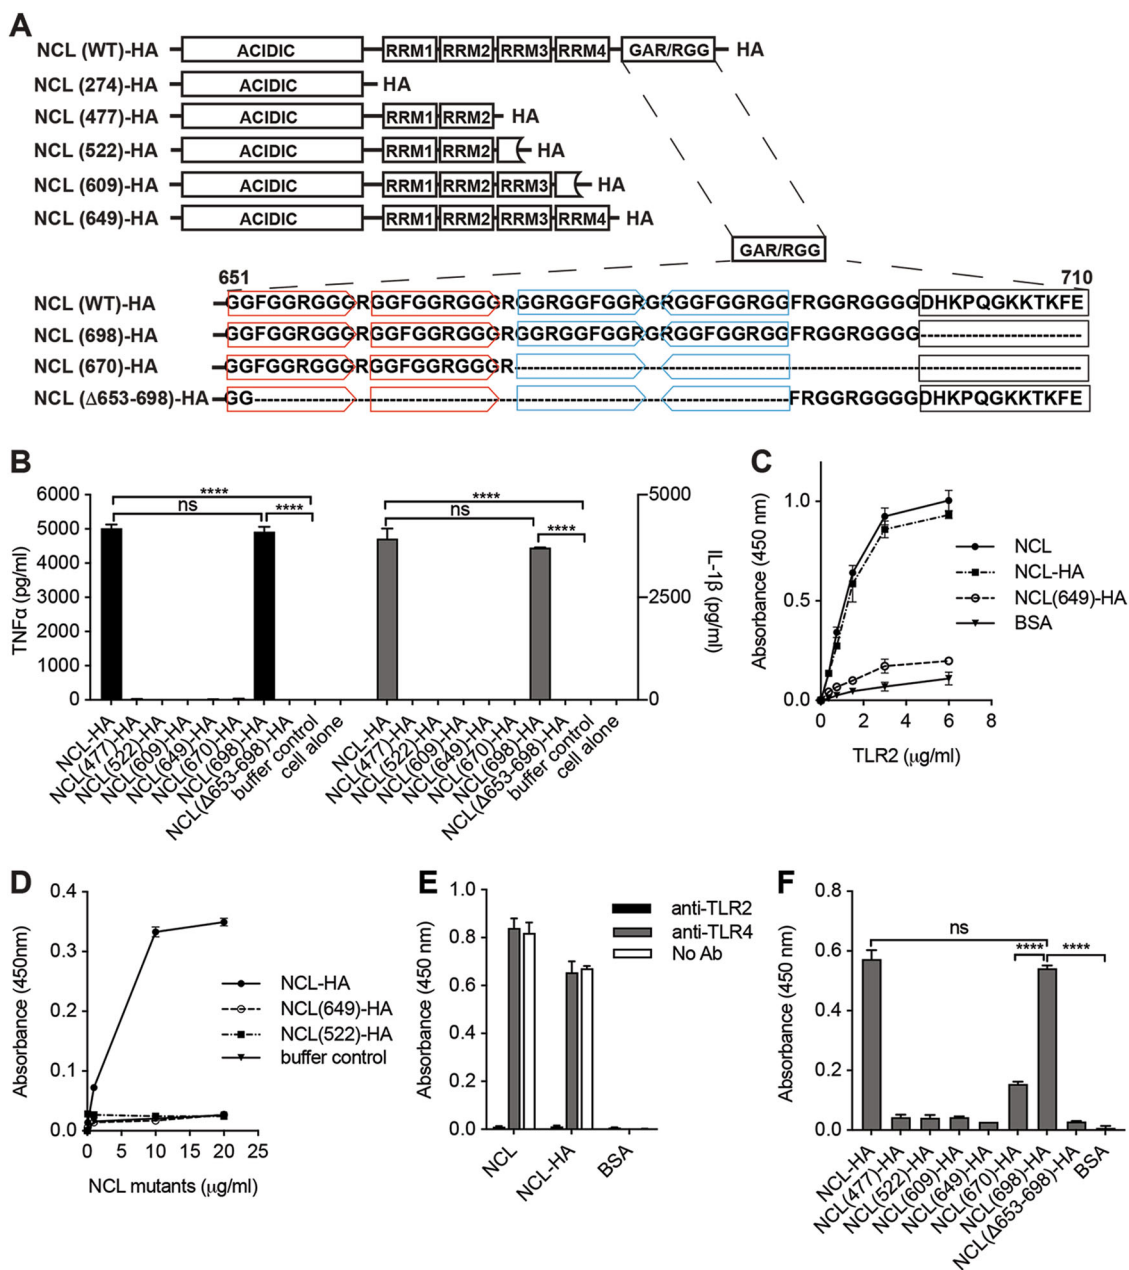 A
NCL (WT)-HA ACIDIC RRM1 RRM2 RRM3 RRM4 GAR/RGG HA
NCL (274)-HA ACIDIC HA
NCL (477)-HA ACIDIC RRM1 RRM2 HA
NCL (522)-HA ACIDIC RRM1 RRM2 HA
NCL (609)-HA ACIDIC RRM1 RRM2 RRM3 HA
NCL (649)-HA ACIDIC RRM1 RRM2 RRM3 RRM4 HA
GAR/RGG
651 710
NCL (WT)-HA GGFGGRGGGRGGFGGRGGGRGGRGGFGGRGRGGFGGRGGFRGGRGGGGDHKPQGKKTKFE
NCL (698)-HA GGFGGRGGGRGGFGGRGGGRGGRGGFGGRGRGGFGGRGGFRGGRGGGG
NCL (670)-HA GGFGGRGGGRGGFGGRGGGR
NCL (Δ653-698)-HA GG FRGGRGGGGDHKPQGKKTKFE
B
TNFα (pg/ml)
6000
5000
4000
3000
2000
1000
0
**** 
ns ****
****
ns
****
5000
2500
0
IL-1β (pg/ml)
NCL-HA
NCL(477)-HA
NCL(522)-HA
NCL(609)-HA
NCL(649)-HA
NCL(670)-HA
NCL(698)-HA
NCL(Δ653-698)-HA
buffer control
cell alone
NCL-HA
NCL(477)-HA
NCL(522)-HA
NCL(609)-HA
NCL(649)-HA
NCL(670)-HA
NCL(698)-HA
NCL(Δ653-698)-HA
buffer control
cell alone
C
Absorbance (450 nm)
1.0
0.5
0.0
0 2 4 6 8
TLR2 (μg/ml)
NCL
NCL-HA
NCL(649)-HA
BSA
D
Absorbance (450nm)
0.4
0.3
0.2
0.1
0.0
0 5 10 15 20 25
NCL mutants (μg/ml)
NCL-HA
NCL(649)-HA
NCL(522)-HA
buffer control
E
Absorbance (450 nm)
1.0
0.8
0.6
0.4
0.2
0.0
NCL
NCL-HA
BSA
anti-TLR2
anti-TLR4
No Ab
F
Absorbance (450 nm)
0.8
0.6
0.4
0.2
0.0
ns
**** ****
NCL-HA
NCL(477)-HA
NCL(522)-HA
NCL(609)-HA
NCL(649)-HA
NCL(670)-HA
NCL(698)-HA
NCL(Δ653-698)-HA
BSA